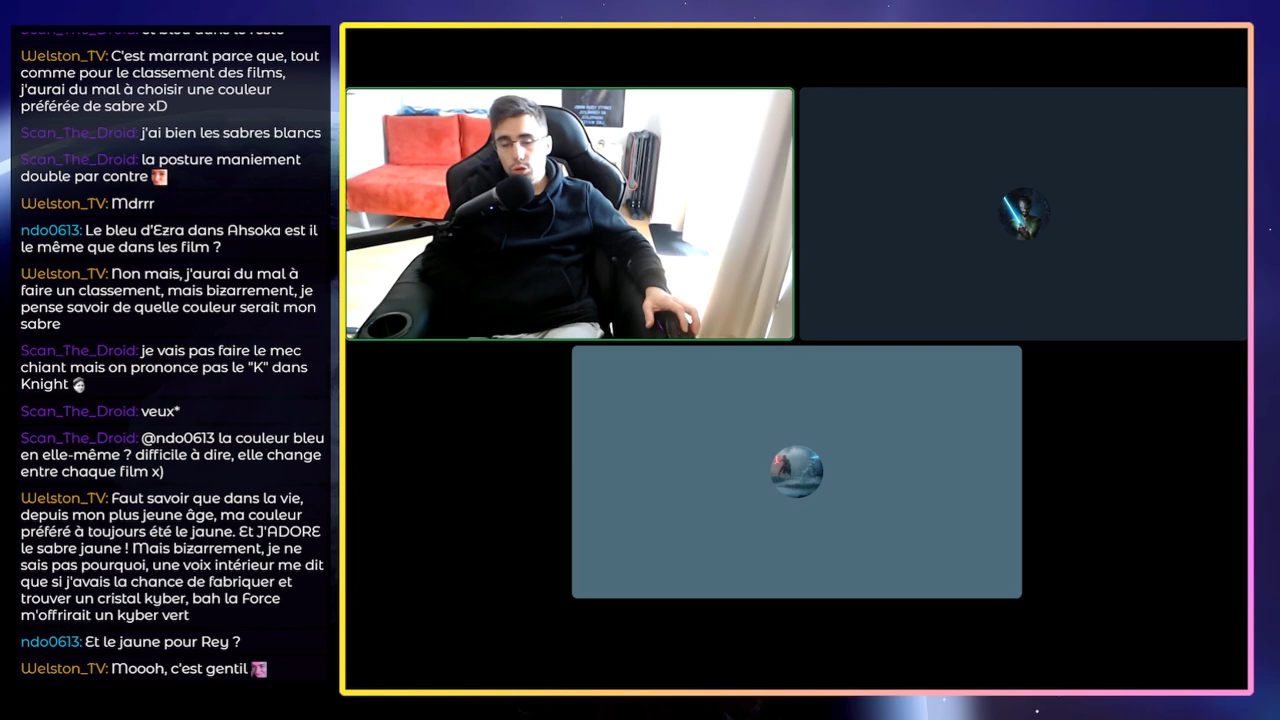 Scan_The_Droid: et bleu dans le reste
Welston_TV: C'est marrant parce que, tout
comme pour le classement des films,
j'aurai du mal à choisir une couleur
préférée de sabre xD
Scan_The_Droid: j'ai bien les sabres blancs
Scan_The_Droid: la posture maniement
double par contre
Welston_TV: Mdrrr
ndo0613: Le bleu d'Ezra dans Ahsoka est il
le même que dans les film ?
Welston_TV: Non mais, j'aurai du mal à
faire un classement, mais bizarrement, je
pense savoir de quelle couleur serait mon
sabre
Scan_The_Droid: je vais pas faire le mec
chiant mais on prononce pas le "K" dans
Knight
Scan_The_Droid: veux*
Scan_The_Droid: @ndo0613 la couleur bleu
en elle-même ? difficile à dire, elle change
entre chaque film x)
Welston_TV: Faut savoir que dans la vie,
depuis mon plus jeune âge, ma couleur
préféré à toujours été le jaune. Et J'ADORE
le sabre jaune ! Mais bizarrement, je ne
sais pas pourquoi, une voix intérieur me dit
que si j'avais la chance de fabriquer et
trouver un cristal kyber, bah la Force
m'offrirait un kyber vert
ndo0613: Et le jaune pour Rey ?
Welston_TV: Moooh, c'est gentil